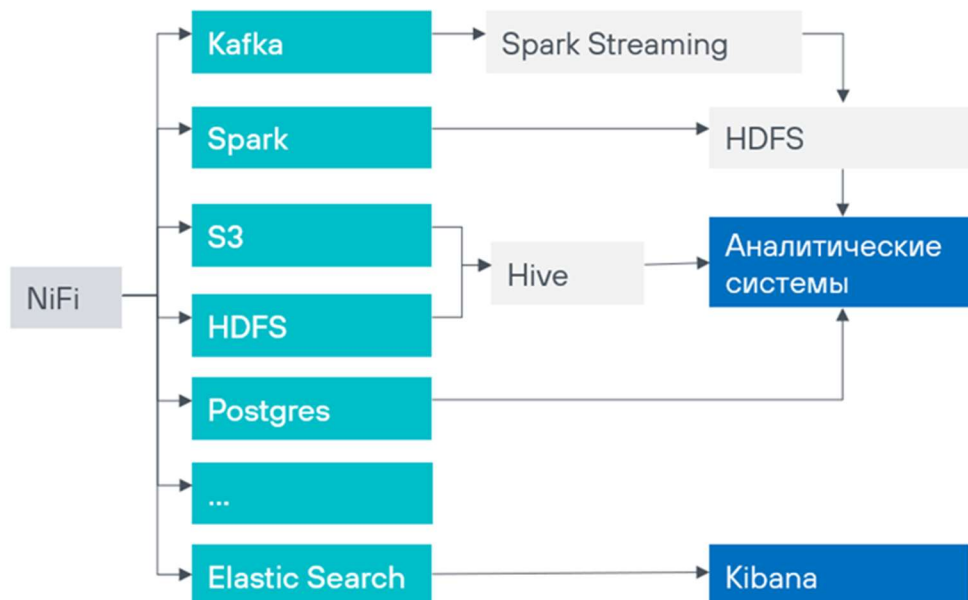 Kafka
Spark Streaming
Spark
HDFS
S3
Аналитические
системы
Hive
NiFi
HDFS
Postgres
...
Elastic Search
Kibana